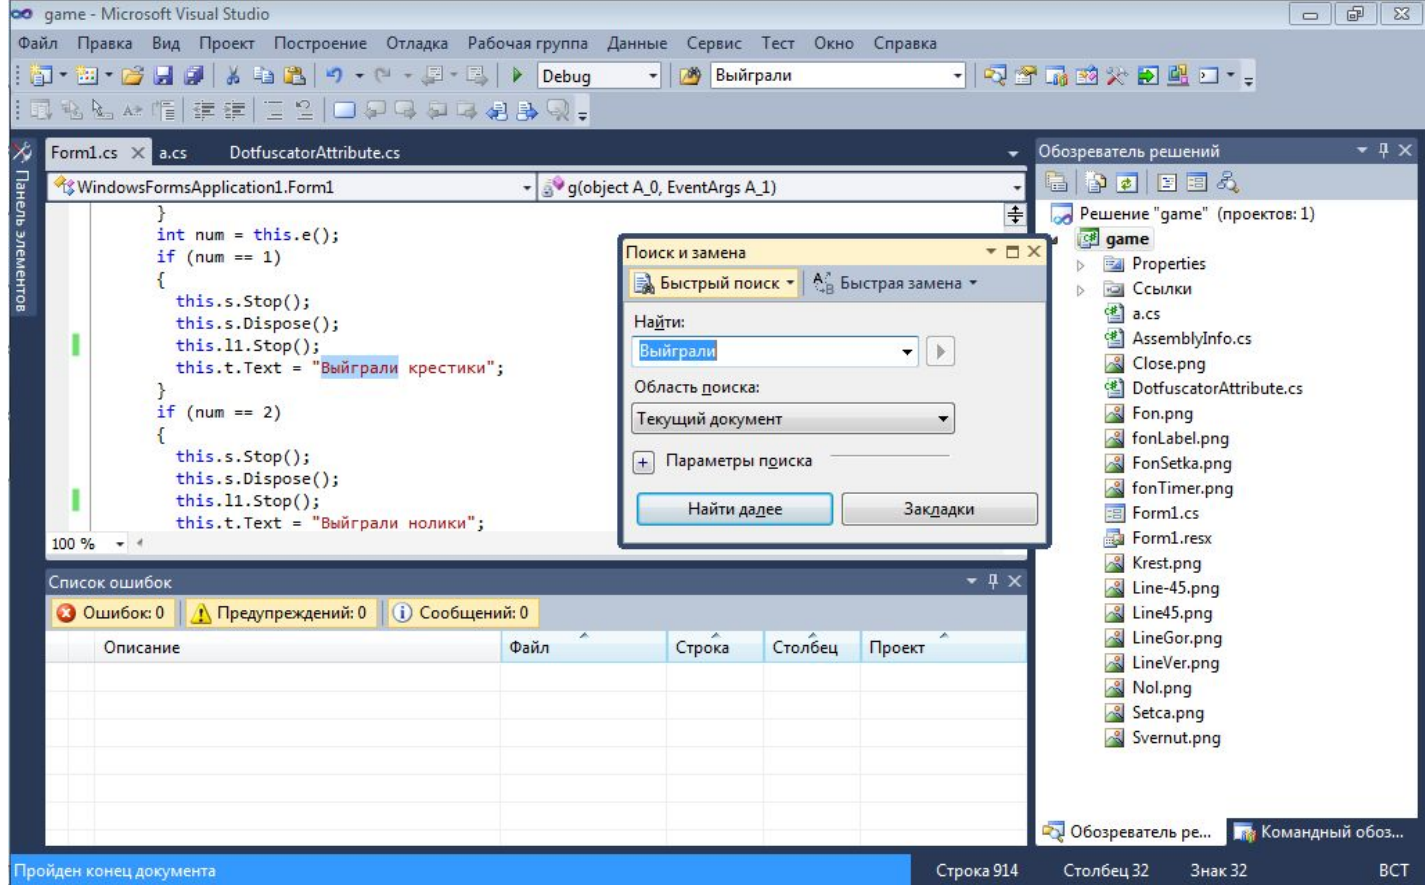 game - Microsoft Visual Studio
Файл Правка Вид Проект Построение Отладка Рабочая группа Данные Сервис Тест Окно Справка
Debug Выйграли
Панель элементов
Form1.cs a.cs DotfuscatorAttribute.cs
WindowsFormsApplication1.Form1 g(object A_0, EventArgs A_1)
}
int num = this.e();
if (num == 1)
{
this.s.Stop();
this.s.Dispose();
this.l1.Stop();
this.t.Text = "Выйграли крестики";
}
if (num == 2)
{
this.s.Stop();
this.s.Dispose();
this.l1.Stop();
this.t.Text = "Выйграли нолики";
100 %
Поиск и замена
Быстрый поиск Быстрая замена
Найти:
Выйграли
Область поиска:
Текущий документ
Параметры поиска
Найти далее Закладки
Список ошибок
Ошибок: 0 Предупреждений: 0 Сообщений: 0
Описание Файл Строка Столбец Проект
Обозреватель решений
Решение "game" (проектов: 1)
game
Properties
Ссылки
a.cs
AssemblyInfo.cs
Close.png
DotfuscatorAttribute.cs
Fon.png
fonLabel.png
FonSetka.png
fonTimer.png
Form1.cs
Form1.resx
Krest.png
Line-45.png
Line45.png
LineGor.png
LineVer.png
Nol.png
Setca.png
Svernut.png
Обозреватель ре... Командный обоз...
Пройден конец документа Строка 914 Столбец 32 Знак 32 ВСТ